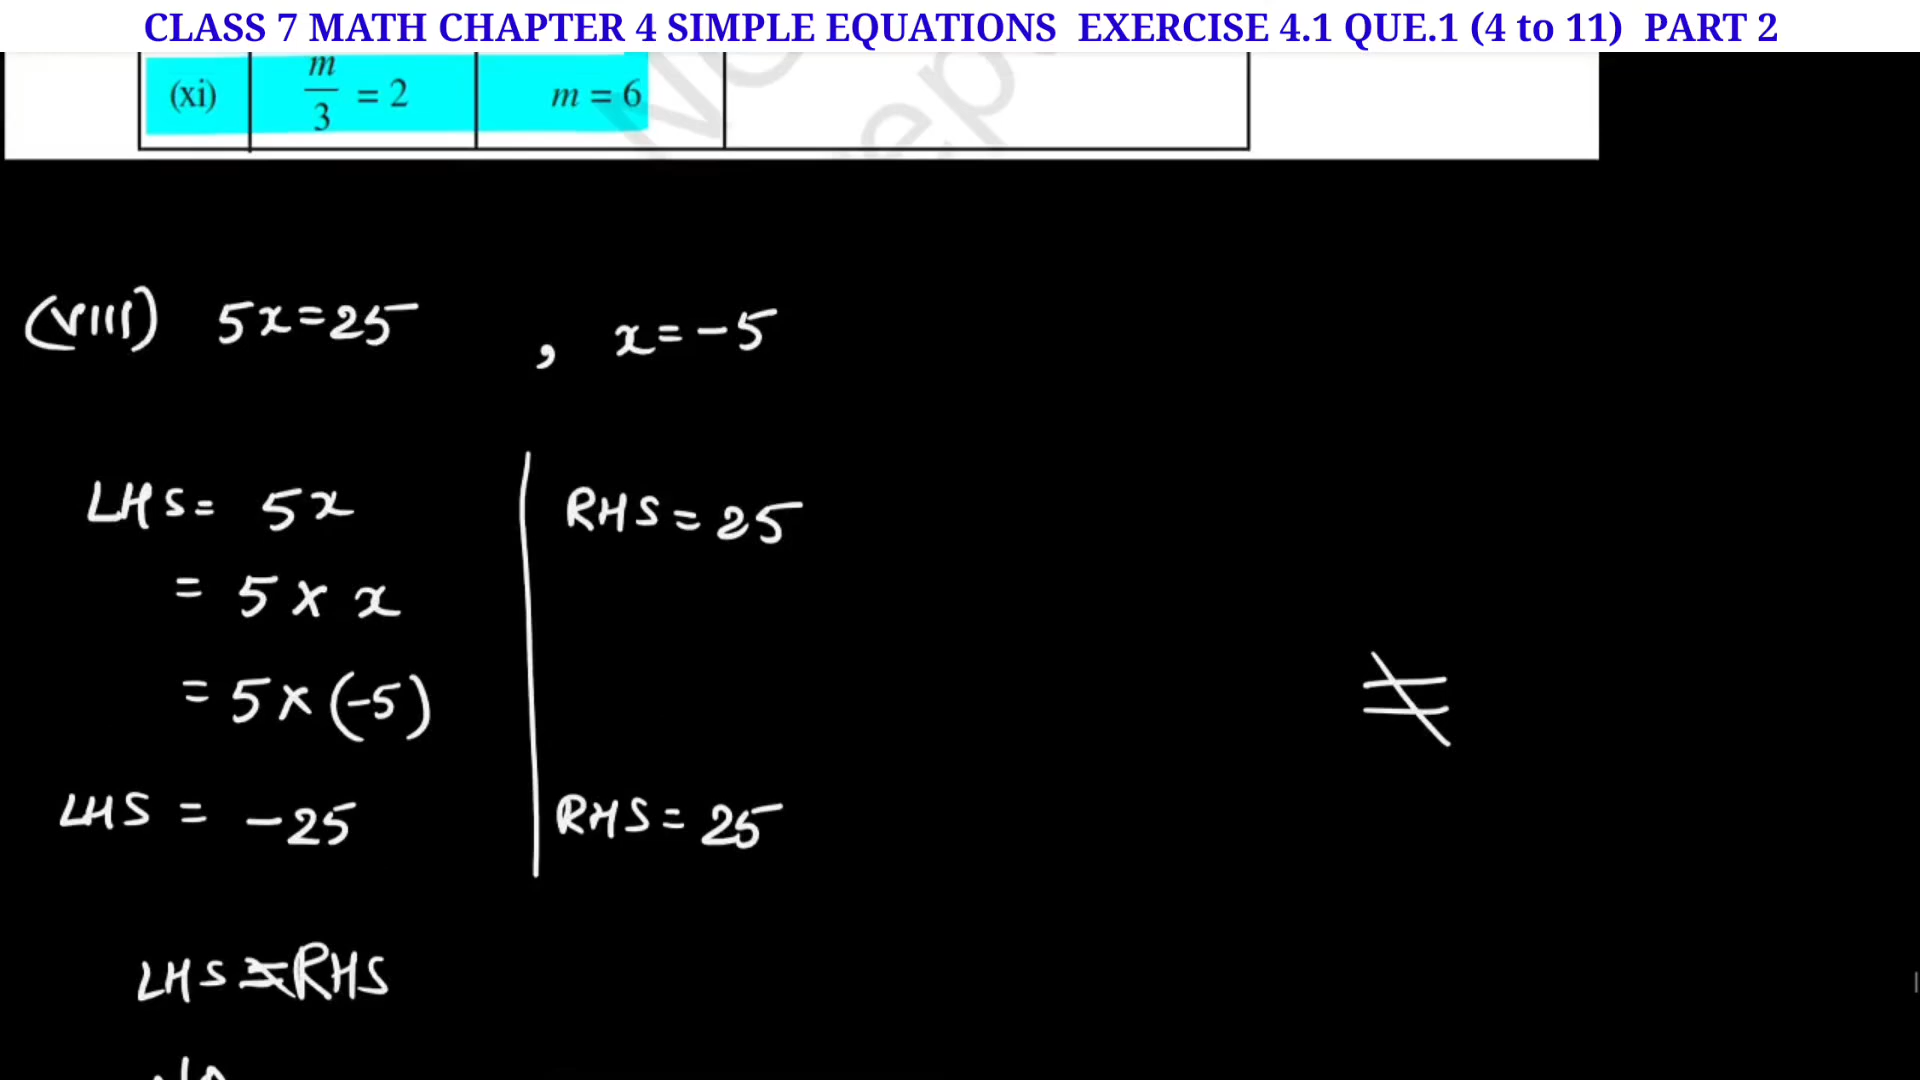 CLASS 7 MATH CHAPTER 4 SIMPLE EQUATIONS EXERCISE 4.1 QUE.1 (4 to 11) PART 2
(xi) m/3 = 2 m = 6
(VIII) 5x=25 , x=-5
LHS= 5x RHS = 25
= 5 × x
= 5×(-5)
≠
LHS = -25 RHS = 25
LHS ≠ RHS